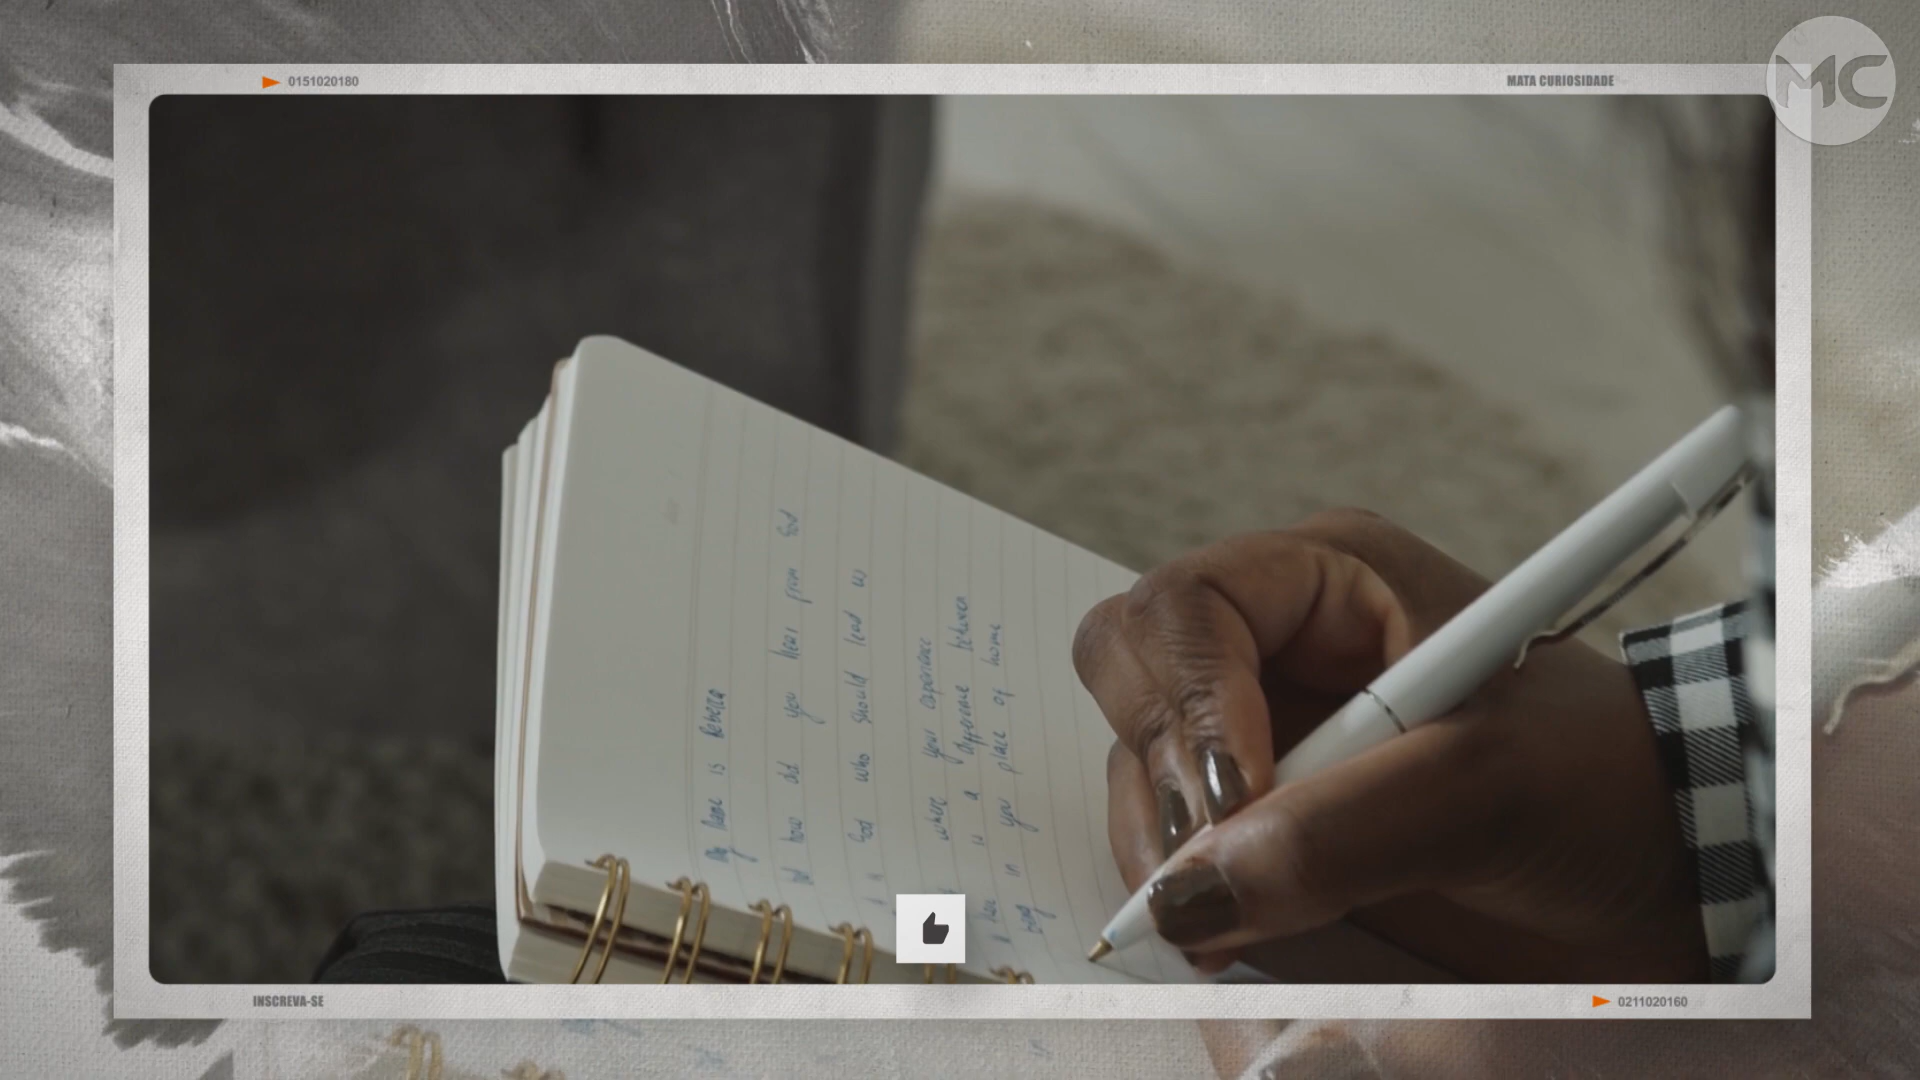 0151020180
MATA CURIOSIDADE
MC
My Name is Rebecca
how did you hear from God
God who should lead us
where your experience
is a difference between
in you place of home
INSCREVA-SE
0211020160